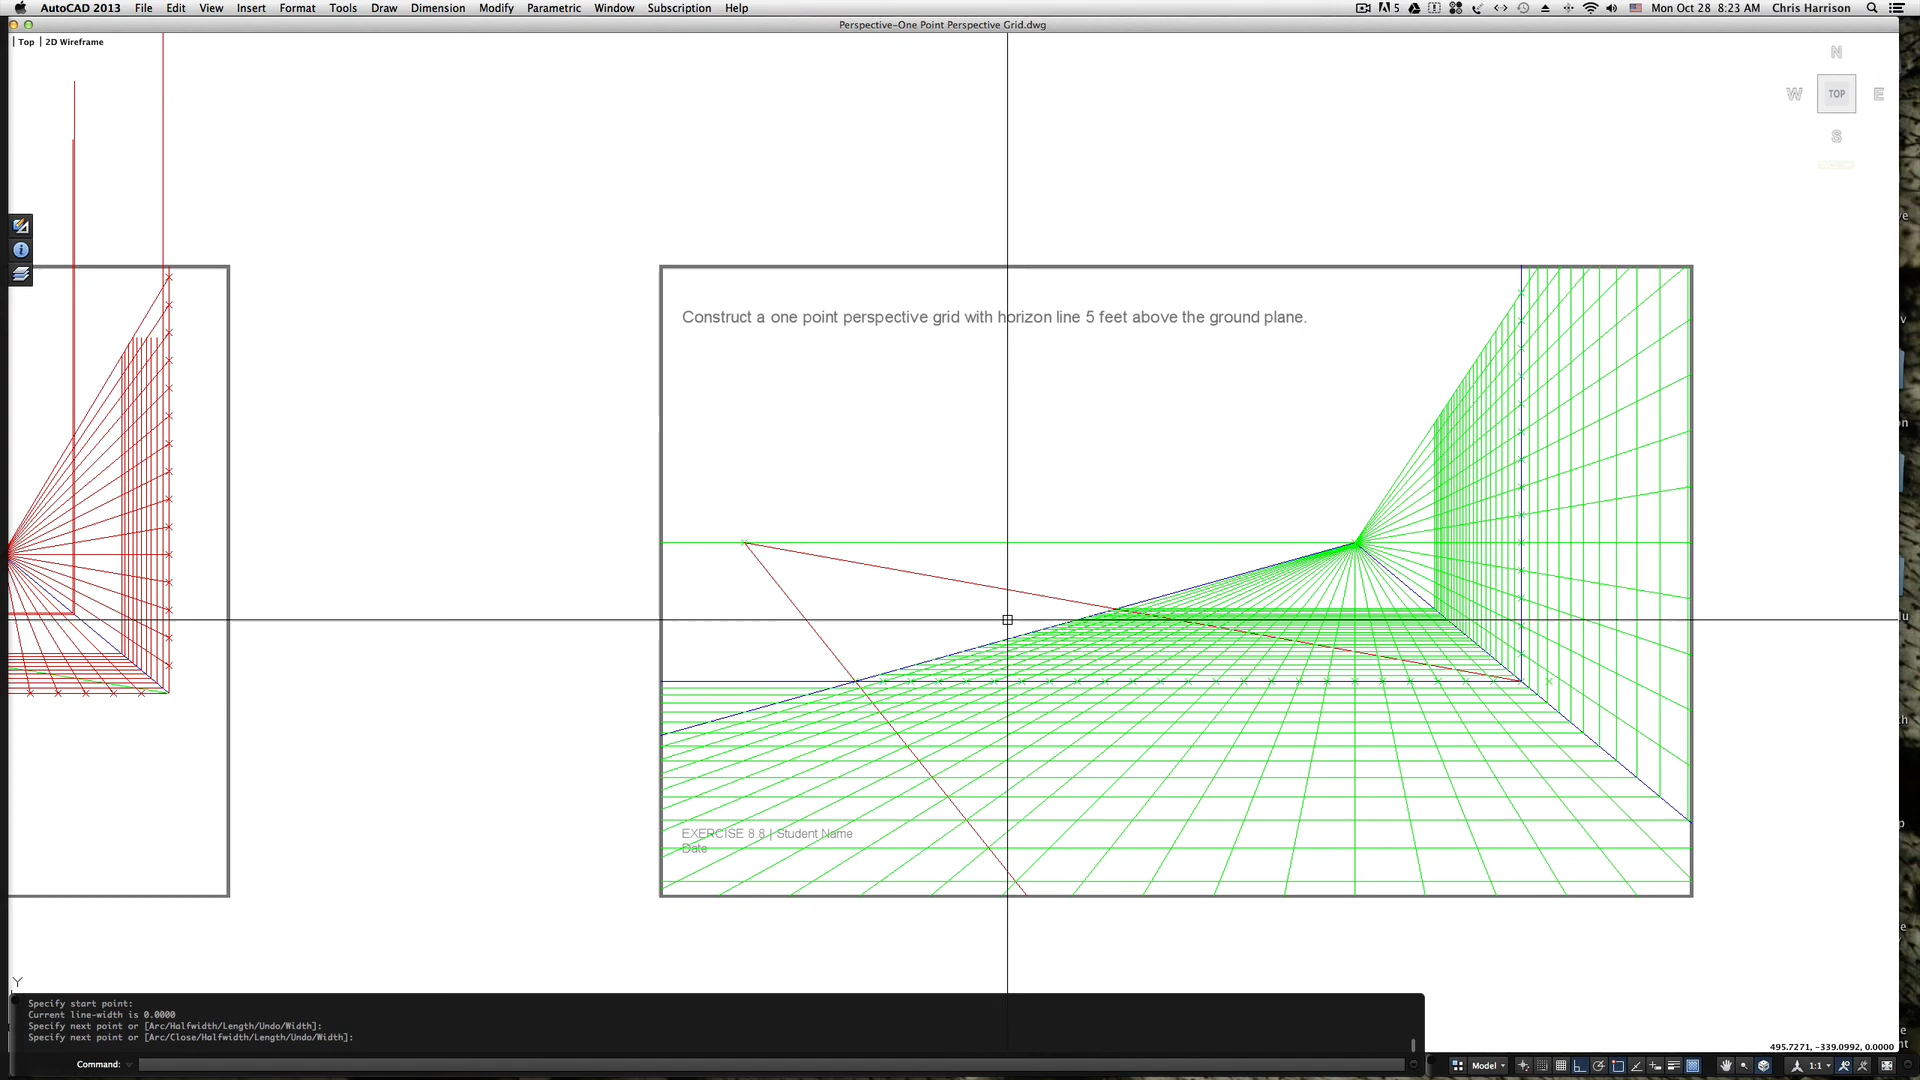 AutoCAD 2013 File Edit View Insert Format Tools Draw Dimension Modify Parametric Window Subscription Help 5 Mon Oct 28 8:23 AM Chris Harrison
Perspective-One Point Perspective Grid.dwg
| Top | 2D Wireframe
N
W TOP E
S
Construct a one point perspective grid with horizon line 5 feet above the ground plane.
EXERCISE 8.8 | Student Name
Date
Y
Specify start point:
Current line-width is 0.0000
Specify next point or [Arc/Halfwidth/Length/Undo/Width]:
Specify next point or [Arc/Close/Halfwidth/Length/Undo/Width]:
495.7271, -339.0992, 0.0000
Command:
Model 1:1